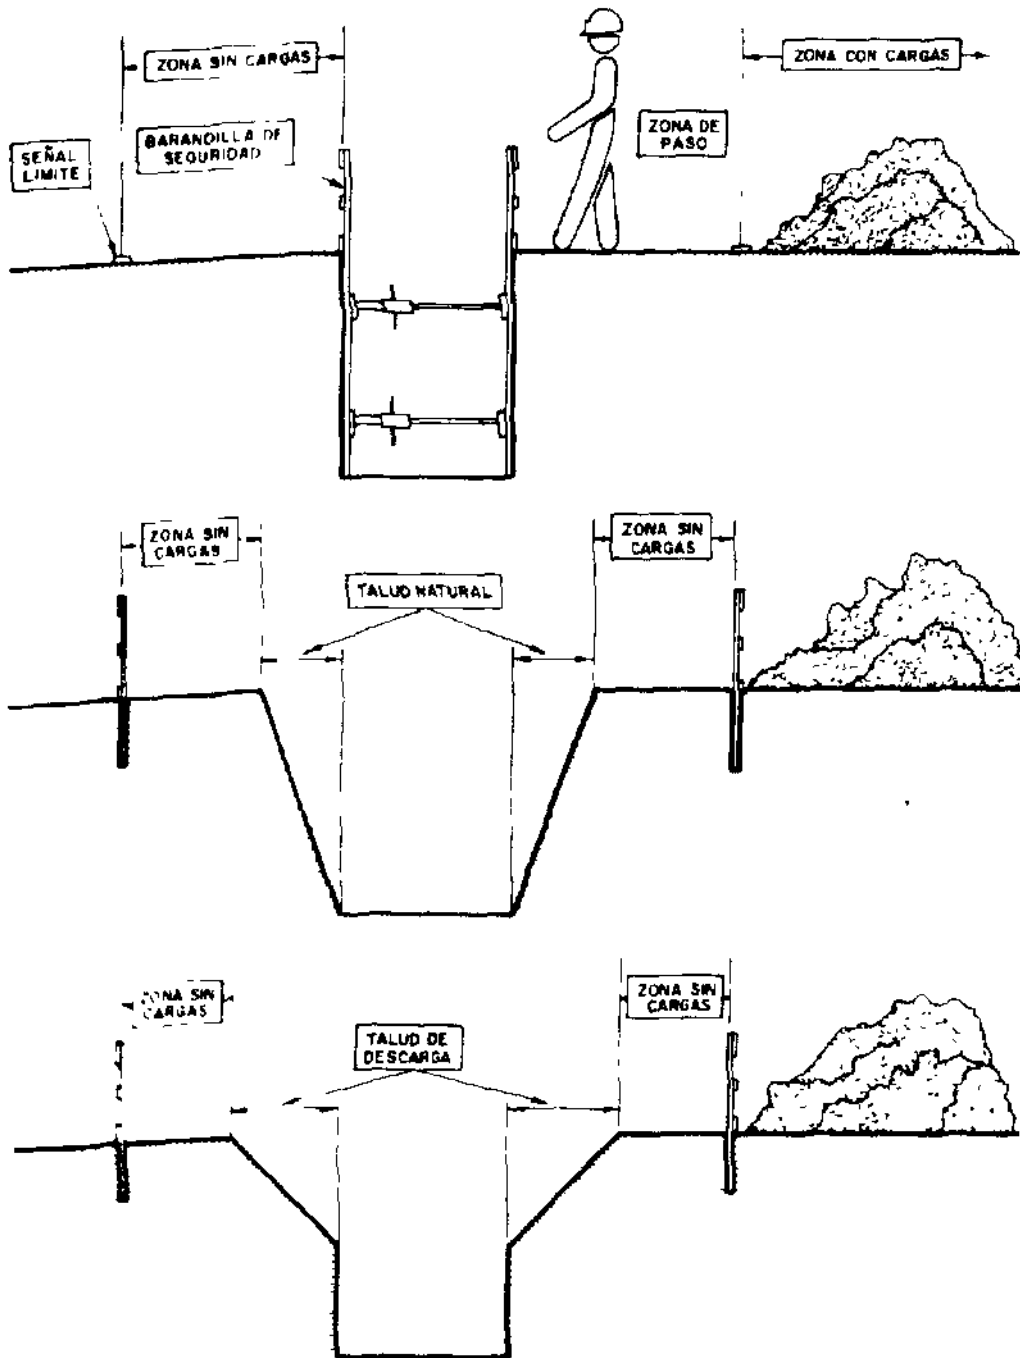 ZONA SIN CARGAS
ZONA CON CARGAS
BARANDILLA DE
SEGURIDAD
ZONA DE
PASO
SEÑAL
LIMITE
ZONA SIN
CARGAS
ZONA SIN
CARGAS
TALUD NATURAL
ZONA SIN
CARGAS
ZONA SIN
CARGAS
TALUD DE
DESCARGA